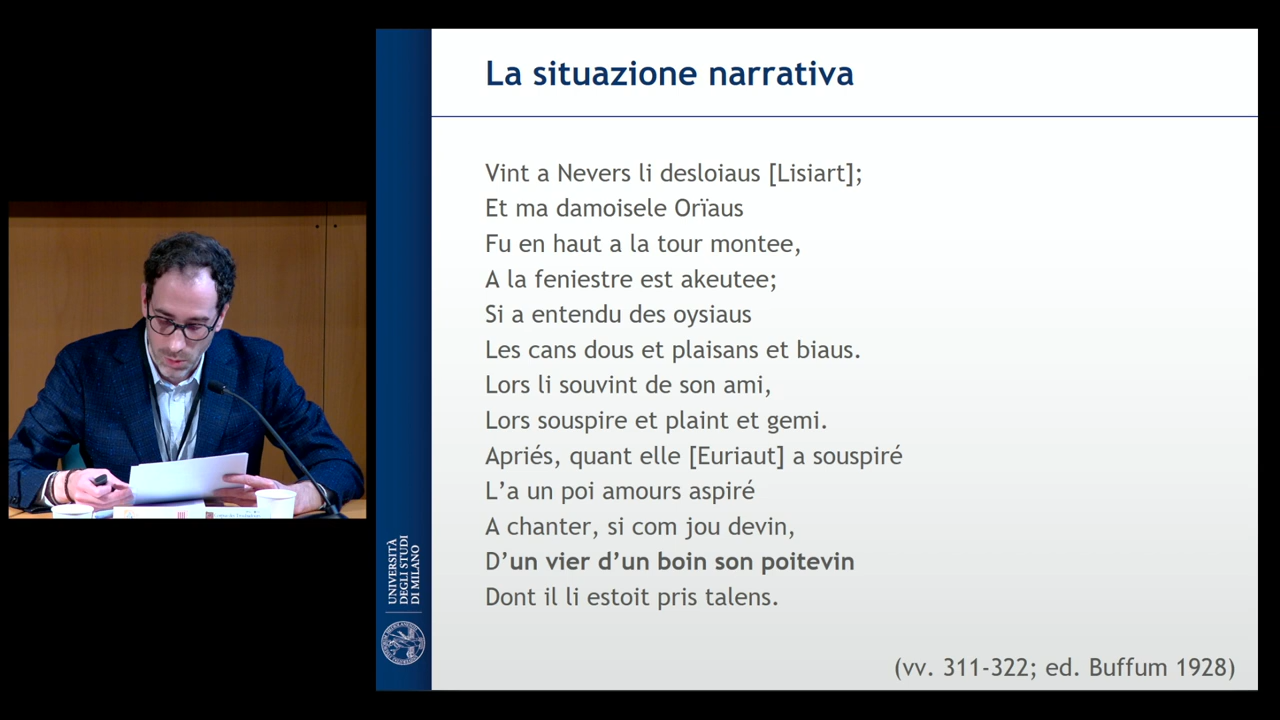 La situazione narrativa
Vint a Nevers li desloiaus [Lisiart];
Et ma damoisele Orïaus
Fu en haut a la tour montee,
A la feniestre est akeutee;
Si a entendu des oysiaus
Les cans dous et plaisans et biaus.
Lors li souvint de son ami,
Lors souspire et plaint et gemi.
Apriés, quant elle [Euriaut] a souspiré
L’a un poi amours aspiré
A chanter, si com jou devin,
D’un vier d’un boin son poitevin
Dont il li estoit pris talens.
(vv. 311-322; ed. Buffum 1928)
UNIVERSITÀ
DEGLI STUDI
DI MILANO